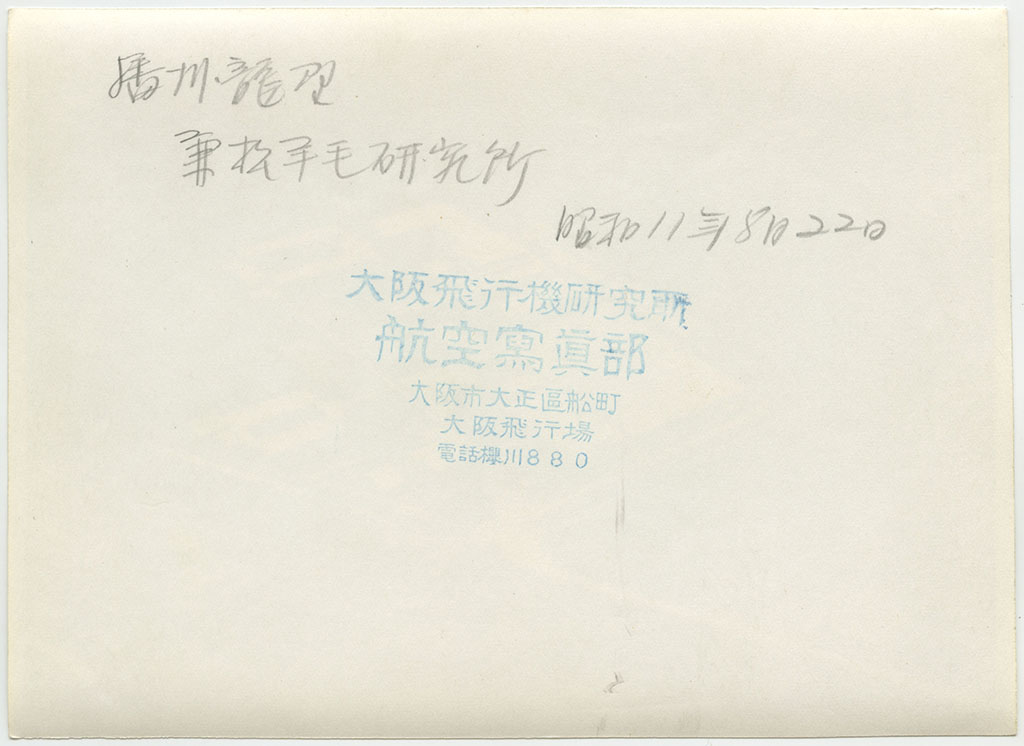 播州龍野
兼松羊毛研究所
昭和11年8月22日
大阪飛行機研究所
航空寫眞部
大阪市大正區船町
大阪飛行場
電話櫻川880